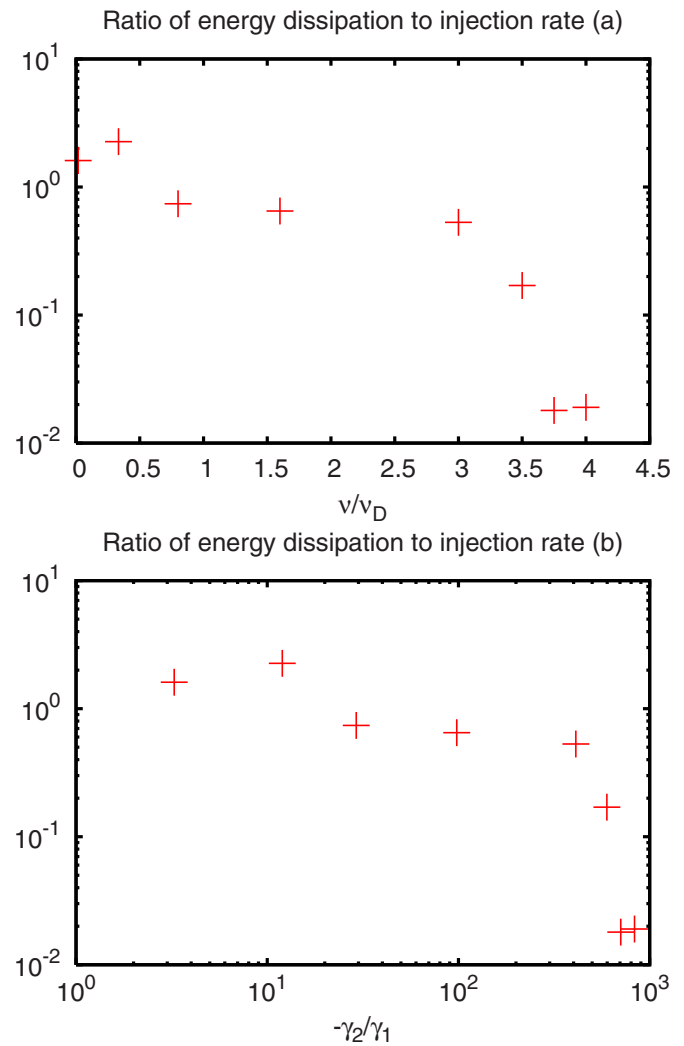 Ratio of energy dissipation to injection rate (a)
10^1
10^0
10^-1
10^-2
0 0.5 1 1.5 2 2.5 3 3.5 4 4.5
ν/ν_D
Ratio of energy dissipation to injection rate (b)
10^1
10^0
10^-1
10^-2
10^0 10^1 10^2 10^3
-γ_2/γ_1